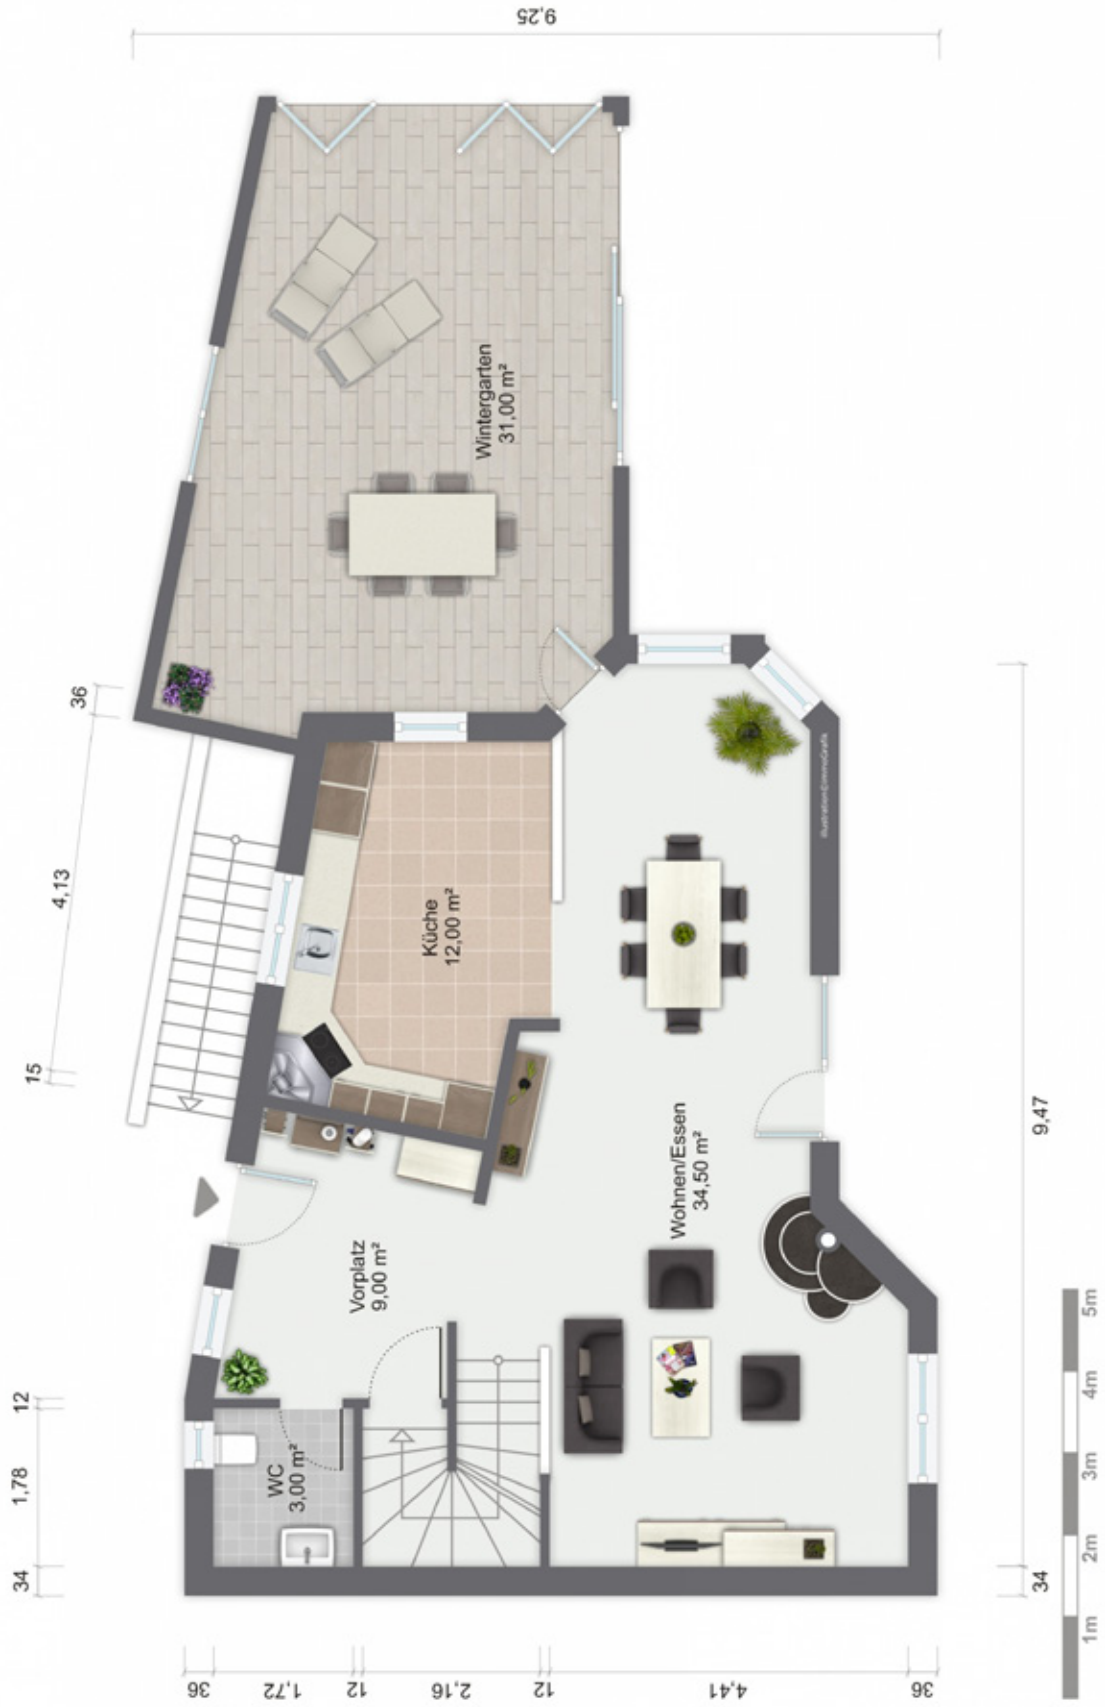 9,25
Wintergarten
31,00 m²
36
4,13
15
Küche
12,00 m²
Illustration©ImmoGrafik
Wohnen/Essen
34,50 m²
9,47
Vorplatz
9,00 m²
12
1,78
34
WC
3,00 m²
34
36
1,72
12
2,16
12
4,41
36
1m
2m
3m
4m
5m